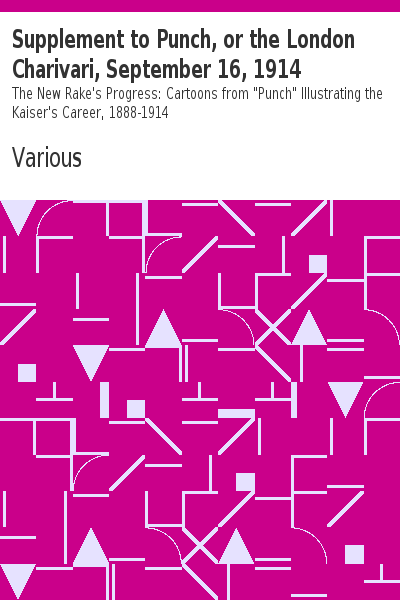 Supplement to Punch, or the London
Charivari, September 16, 1914
The New Rake's Progress: Cartoons from "Punch" Illustrating the
Kaiser's Career, 1888-1914
Various